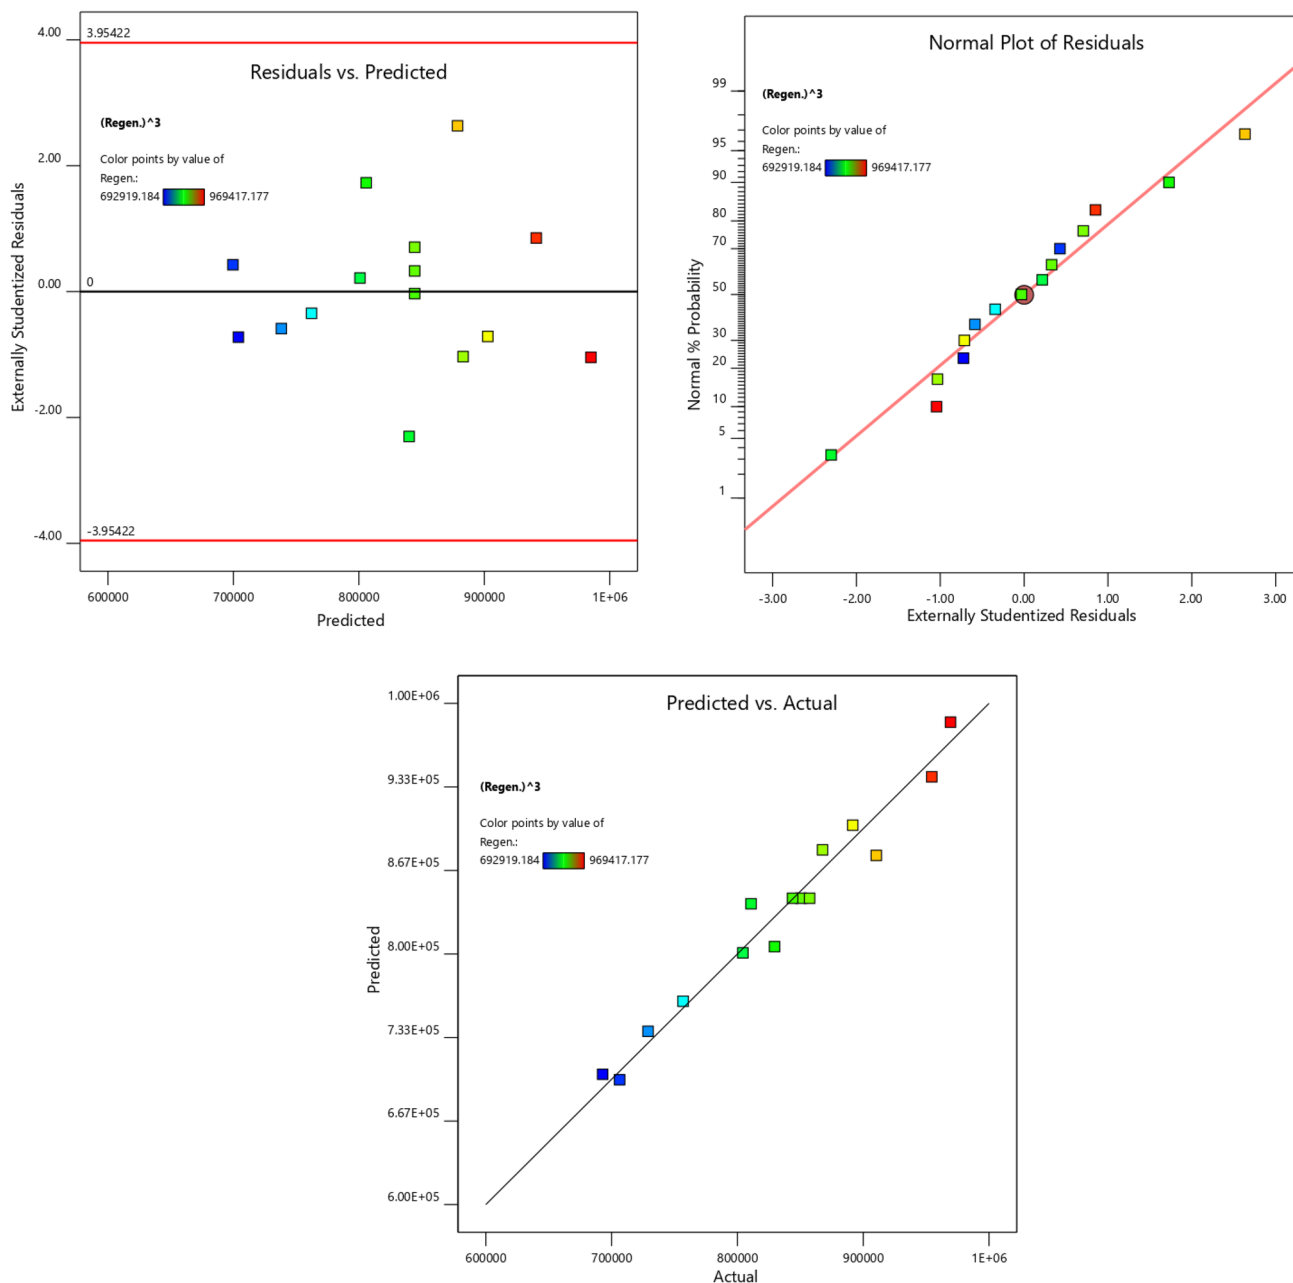 4.00
3.95422
Residuals vs. Predicted
(Regen.)^3
Color points by value of
Regen.:
692919.184 969417.177
2.00
0.00
0
-2.00
-4.00
-3.95422
Externally Studentized Residuals
600000 700000 800000 900000 1E+06
Predicted
Normal Plot of Residuals
(Regen.)^3
Color points by value of
Regen.:
692919.184 969417.177
99
95
90
80
70
50
30
20
10
5
1
Normal % Probability
-3.00 -2.00 -1.00 0.00 1.00 2.00 3.00
Externally Studentized Residuals
Predicted vs. Actual
(Regen.)^3
Color points by value of
Regen.:
692919.184 969417.177
1.00E+06
9.33E+05
8.67E+05
8.00E+05
7.33E+05
6.67E+05
6.00E+05
Predicted
600000 700000 800000 900000 1E+06
Actual